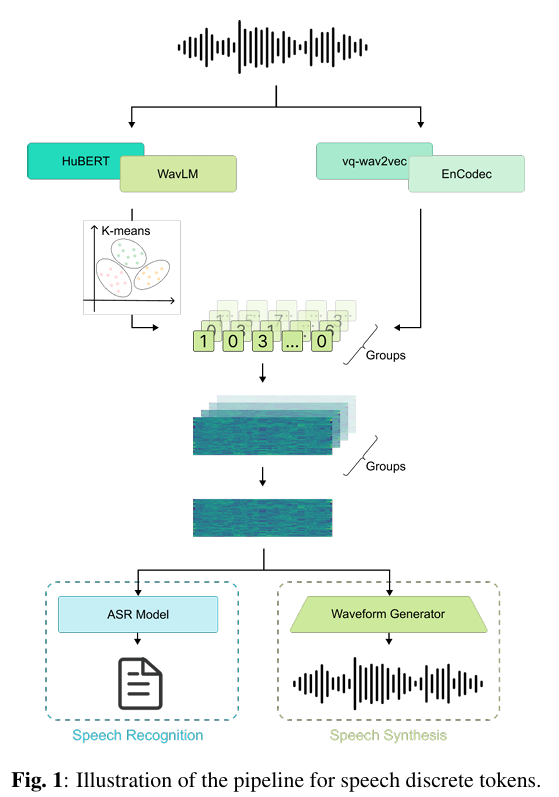 HuBERT
WavLM
vq-wav2vec
EnCodec
K-means
1 0 3 ... 0
Groups
Groups
ASR Model
Waveform Generator
Speech Recognition
Speech Synthesis
Fig. 1: Illustration of the pipeline for speech discrete tokens.